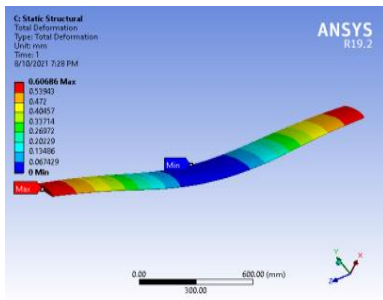 C: Static Structural
Total Deformation
Type: Total Deformation
Unit: mm
Time: 1
8/10/2021 7:28 PM
0.60686 Max
0.53943
0.472
0.40457
0.33714
0.26972
0.20229
0.13486
0.067429
0 Min
ANSYS
R19.2
Min
Max
0.00
600.00 (mm)
300.00
Y
X
Z